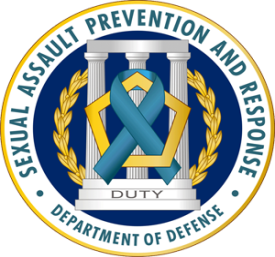 SEXUAL ASSAULT PREVENTION AND RESPONSE
DUTY
• DEPARTMENT OF DEFENSE •